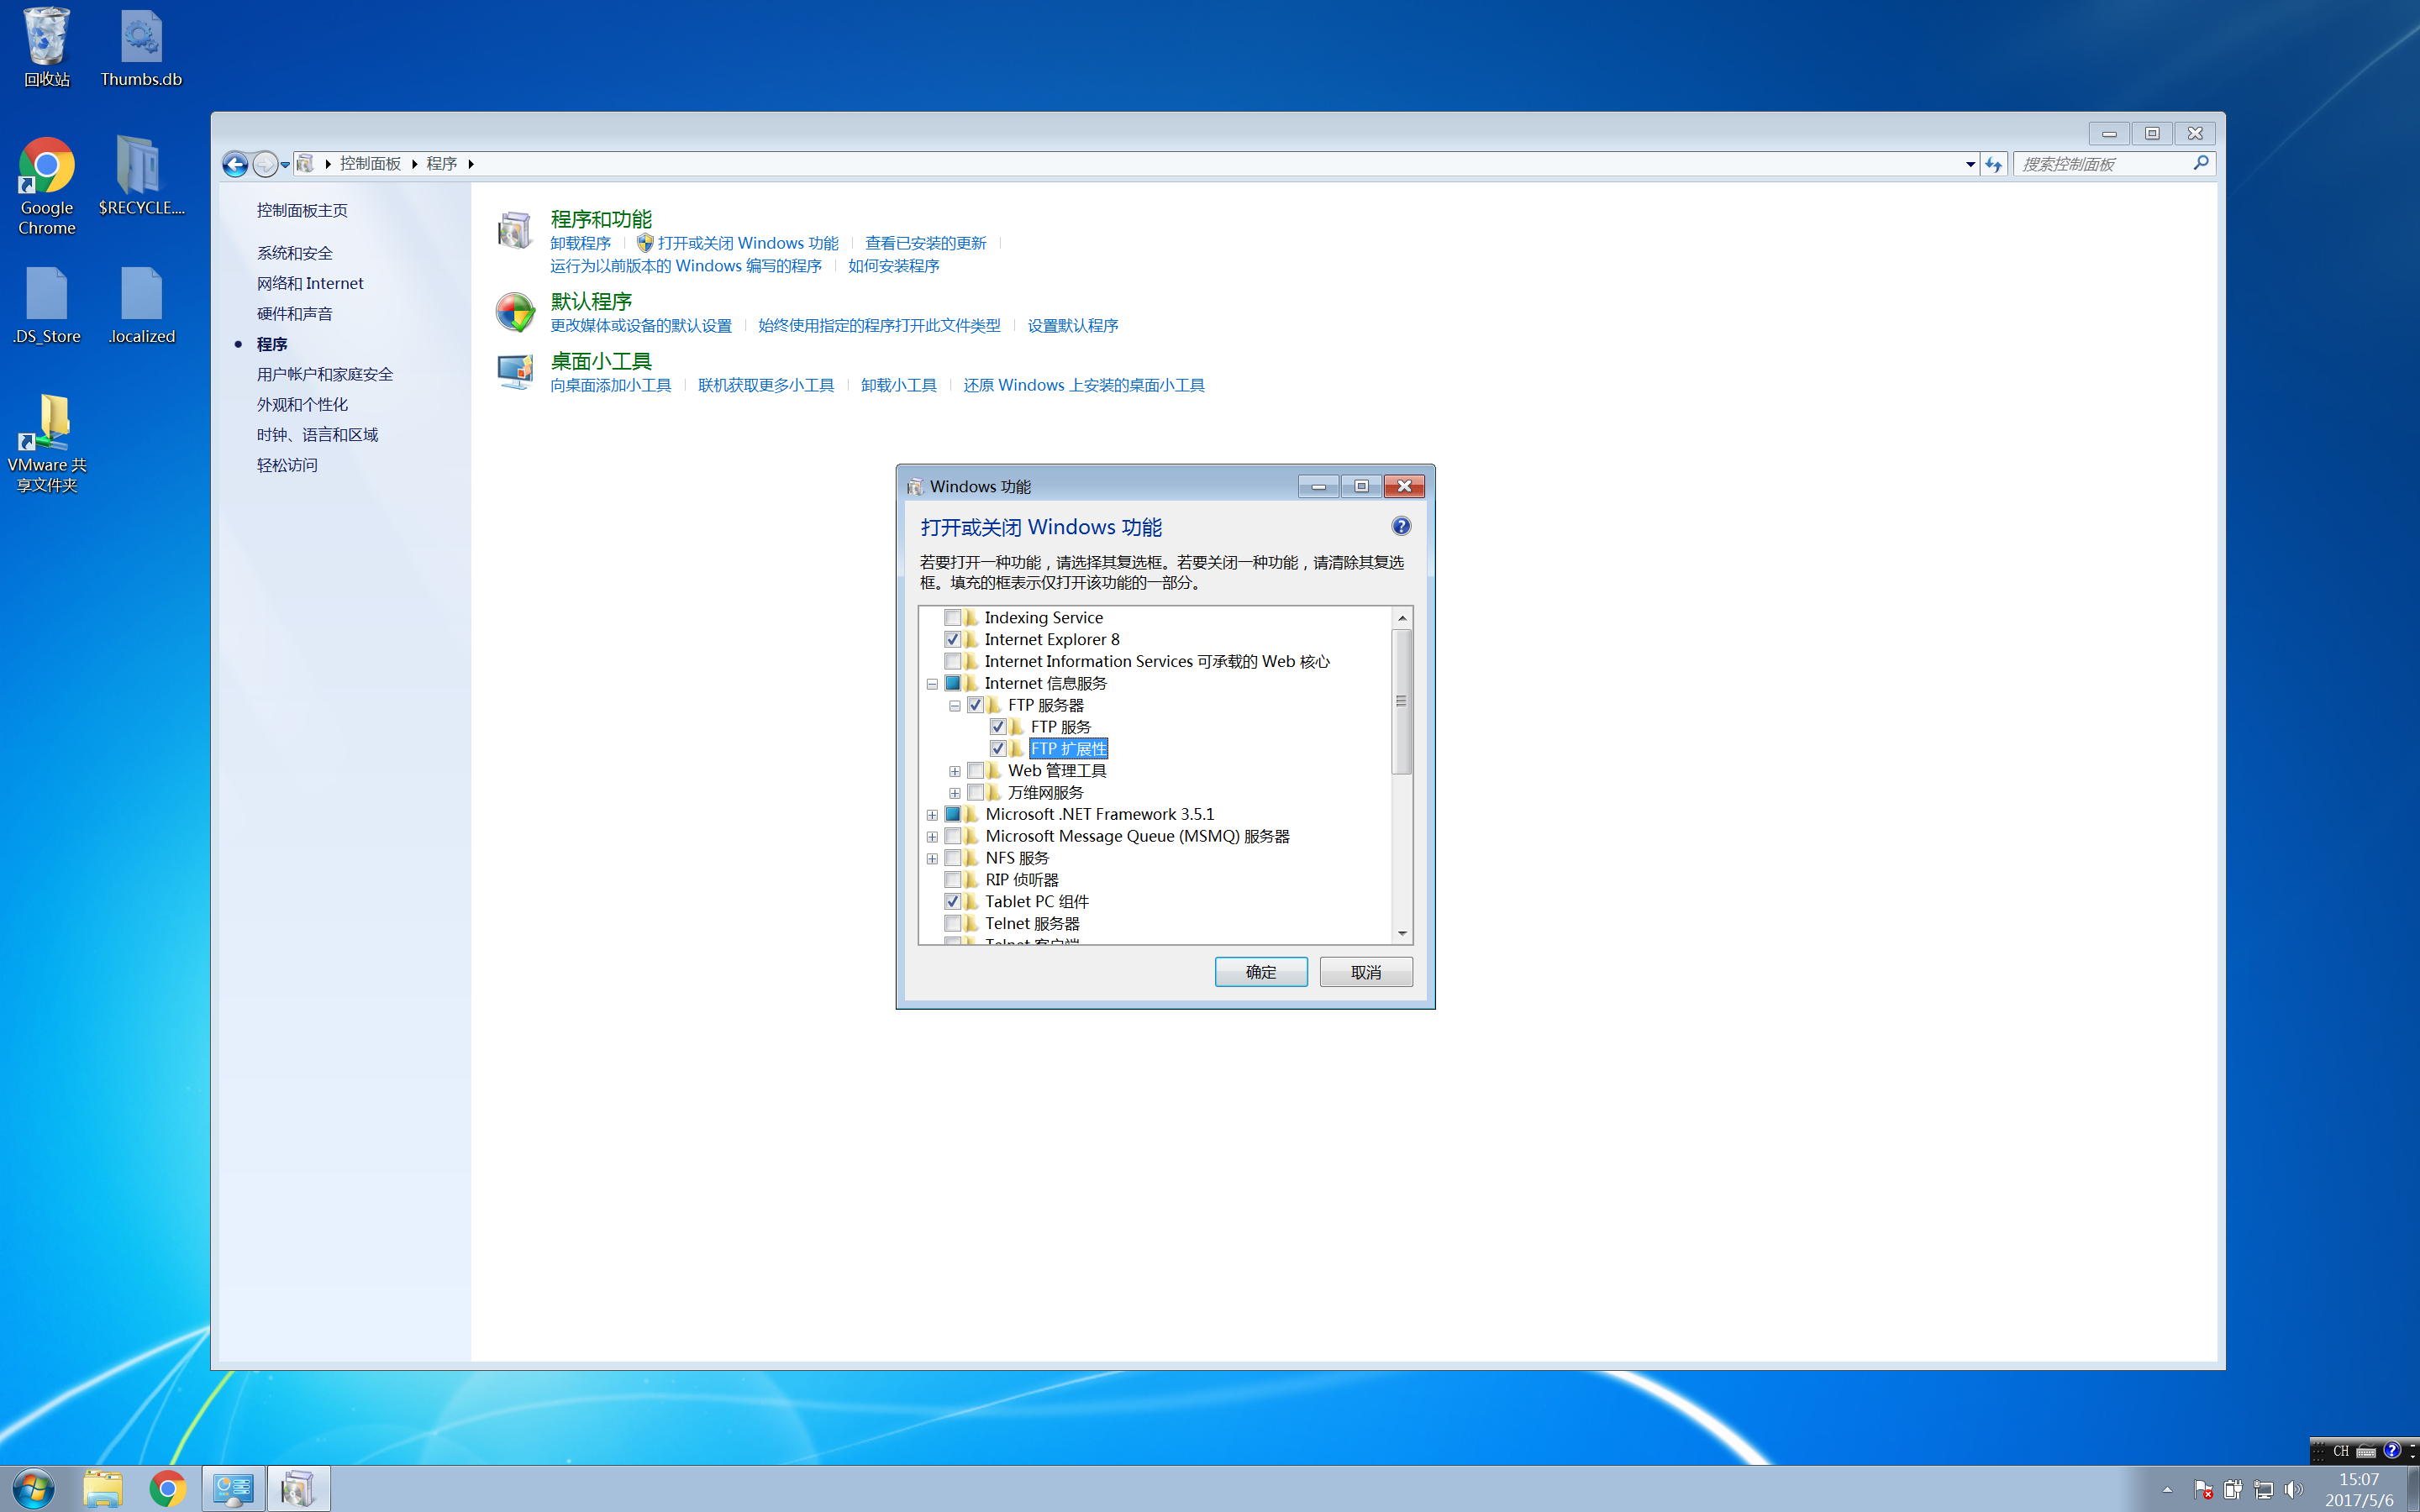 回收站
Thumbs.db
Google
Chrome
$RECYCLE....
.DS_Store
.localized
VMware 共
享文件夹
控制面板
程序
搜索控制面板
控制面板主页
系统和安全
网络和 Internet
硬件和声音
程序
用户帐户和家庭安全
外观和个性化
时钟、语言和区域
轻松访问
程序和功能
卸载程序
打开或关闭 Windows 功能
查看已安装的更新
运行为以前版本的 Windows 编写的程序
如何安装程序
默认程序
更改媒体或设备的默认设置
始终使用指定的程序打开此文件类型
设置默认程序
桌面小工具
向桌面添加小工具
联机获取更多小工具
卸载小工具
还原 Windows 上安装的桌面小工具
Windows 功能
打开或关闭 Windows 功能
若要打开一种功能，请选择其复选框。若要关闭一种功能，请清除其复选
框。填充的框表示仅打开该功能的一部分。
Indexing Service
Internet Explorer 8
Internet Information Services 可承载的 Web 核心
Internet 信息服务
FTP 服务器
FTP 服务
FTP 扩展性
Web 管理工具
万维网服务
Microsoft .NET Framework 3.5.1
Microsoft Message Queue (MSMQ) 服务器
NFS 服务
RIP 侦听器
Tablet PC 组件
Telnet 服务器
Telnet 客户端
确定
取消
CH
15:07
2017/5/6